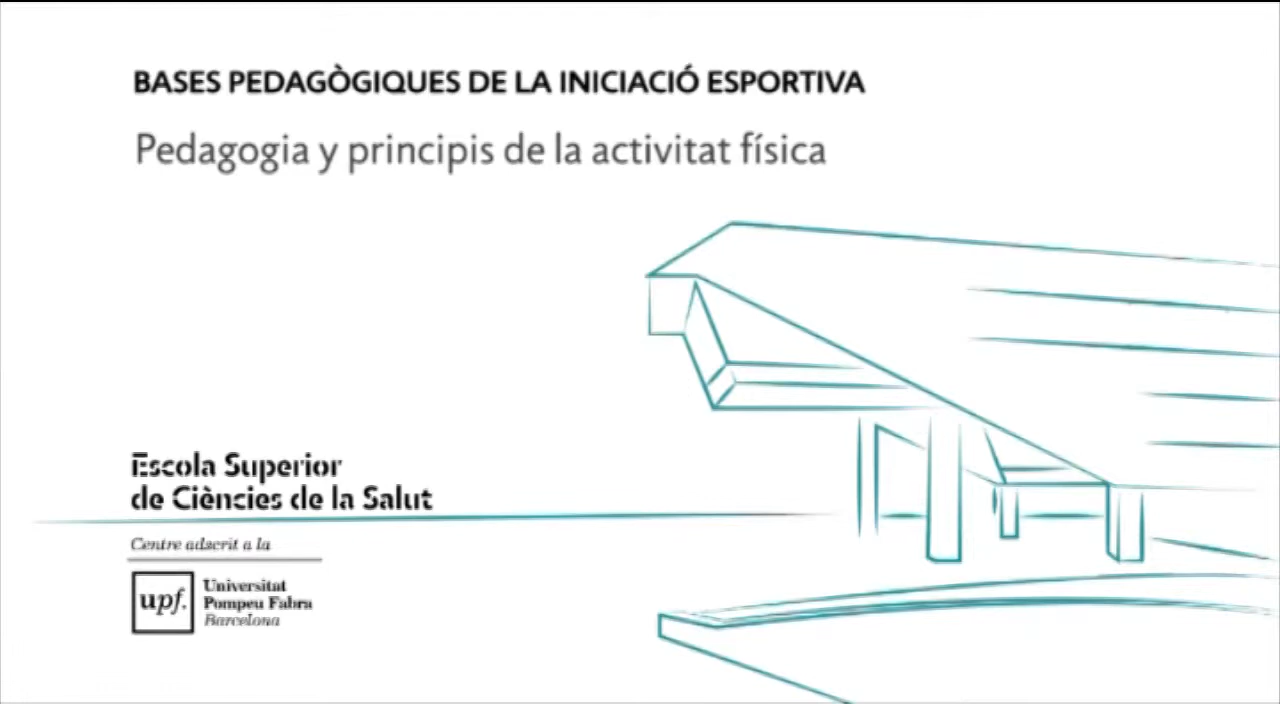 BASES PEDAGÒGIQUES DE LA INICIACIÓ ESPORTIVA
Pedagogia y principis de la activitat física
Escola Superior
de Ciències de la Salut
Centre adscrit a la
upf.
Universitat
Pompeu Fabra
Barcelona